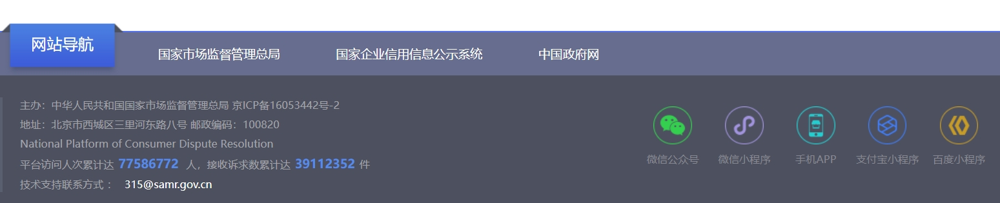 网站导航
国家市场监督管理总局 国家企业信用信息公示系统 中国政府网
主办：中华人民共和国国家市场监督管理总局 京ICP备16053442号-2
地址：北京市西城区三里河东路八号 邮政编码：100820
National Platform of Consumer Dispute Resolution
平台访问人次累计达 77586772 人，接收诉求数累计达 39112352 件
技术支持联系方式： 315@samr.gov.cn
微信公众号 微信小程序 手机APP 支付宝小程序 百度小程序